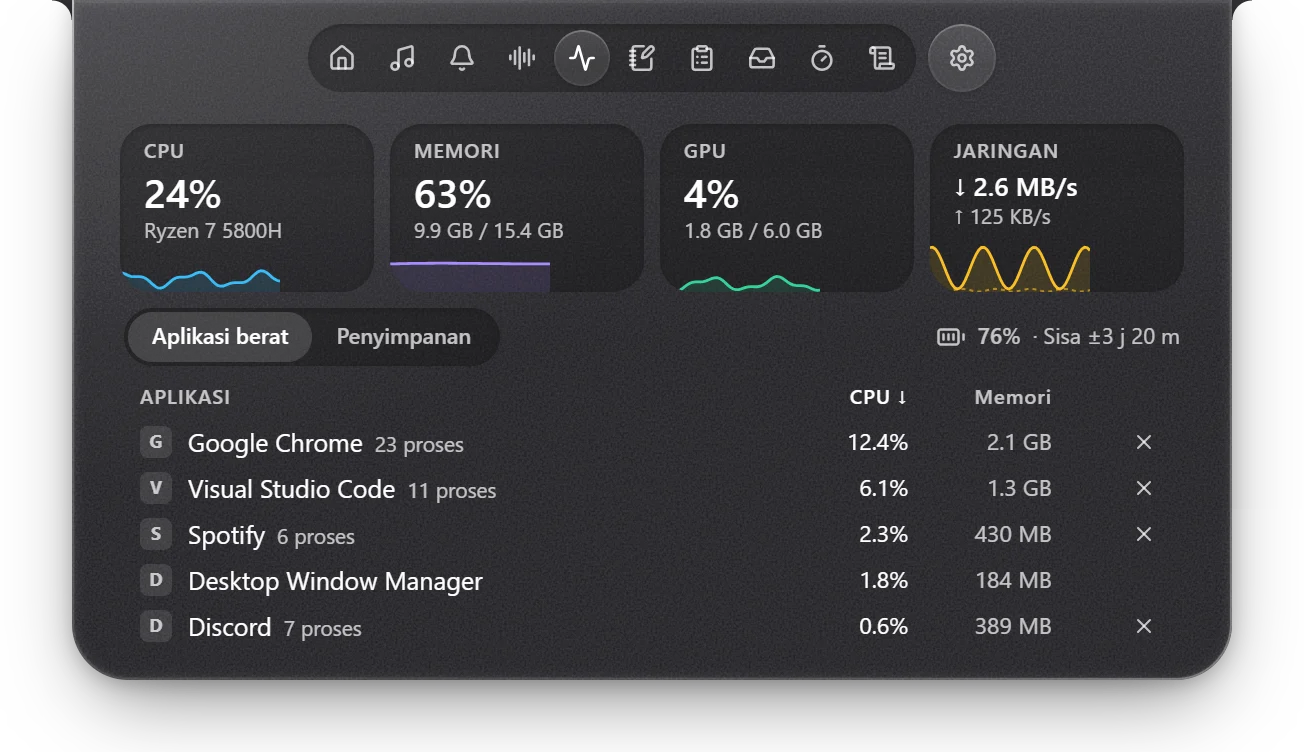 CPU
24%
Ryzen 7 5800H
MEMORI
63%
9.9 GB / 15.4 GB
GPU
4%
1.8 GB / 6.0 GB
JARINGAN
↓ 2.6 MB/s
↑ 125 KB/s
Aplikasi berat Penyimpanan 76% · Sisa ±3 j 20 m
APLIKASI CPU ↓ Memori
G Google Chrome 23 proses 12.4% 2.1 GB ×
V Visual Studio Code 11 proses 6.1% 1.3 GB ×
S Spotify 6 proses 2.3% 430 MB ×
D Desktop Window Manager 1.8% 184 MB
D Discord 7 proses 0.6% 389 MB ×